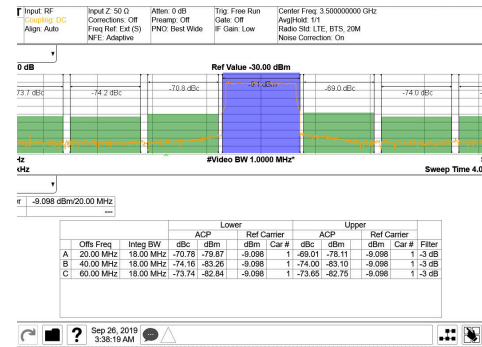 Input: RF Input Z: 50 Ω Atten: 0 dB Trig: Free Run Center Freq: 3.500000000 GHz
Coupling: DC Corrections: Off Preamp: Off Gate: Off Avg|Hold: 1/1
Align: Auto Freq Ref: Ext (S) PNO: Best Wide IF Gain: Low Radio Std: LTE, BTS, 20M
NFE: Adaptive Noise Correction: On
0 dB Ref Value -30.00 dBm
73.7 dBc -74.2 dBc -70.8 dBc -9.1 dBm -69.0 dBc -74.0 dBc
Hz #Video BW 1.0000 MHz*
kHz Sweep Time 4.0
-9.098 dBm/20.00 MHz
---
Lower Upper
ACP Ref Carrier ACP Ref Carrier
Offs Freq Integ BW dBc dBm dBm Car # dBc dBm dBm Car # Filter
A 20.00 MHz 18.00 MHz -70.78 -79.87 -9.098 1 -69.01 -78.11 -9.098 1 -3 dB
B 40.00 MHz 18.00 MHz -74.16 -83.26 -9.098 1 -74.00 -83.10 -9.098 1 -3 dB
C 60.00 MHz 18.00 MHz -73.74 -82.84 -9.098 1 -73.65 -82.75 -9.098 1 -3 dB
? Sep 26, 2019
3:38:19 AM